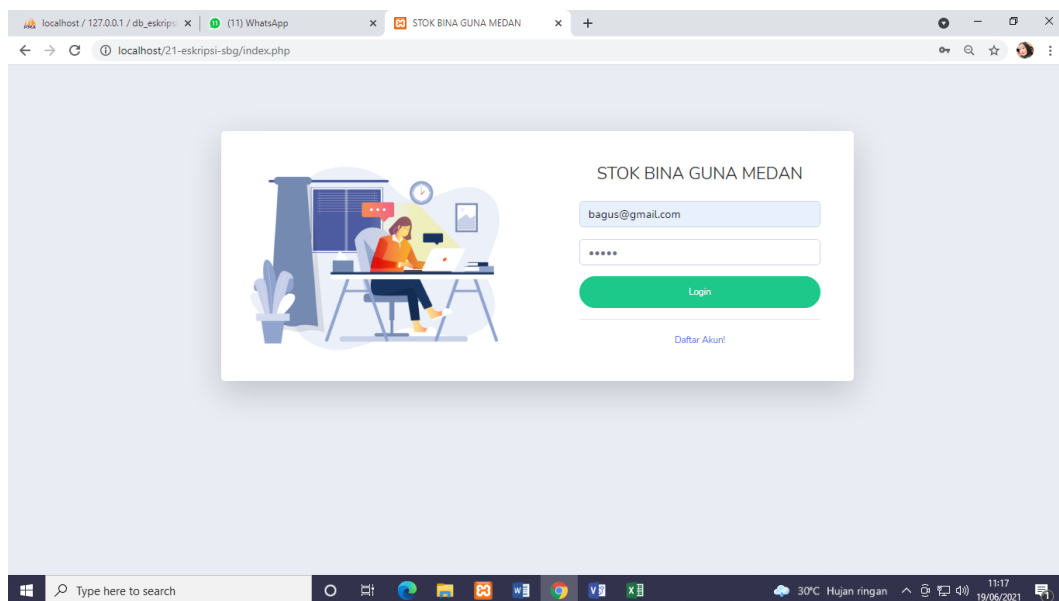 localhost / 127.0.0.1 / db_eskrips
(11) WhatsApp
STOK BINA GUNA MEDAN
localhost/21-eskripsi-sbg/index.php
STOK BINA GUNA MEDAN
bagus@gmail.com
•••••
Login
Daftar Akun!
Type here to search
30°C Hujan ringan
11:17
19/06/2021